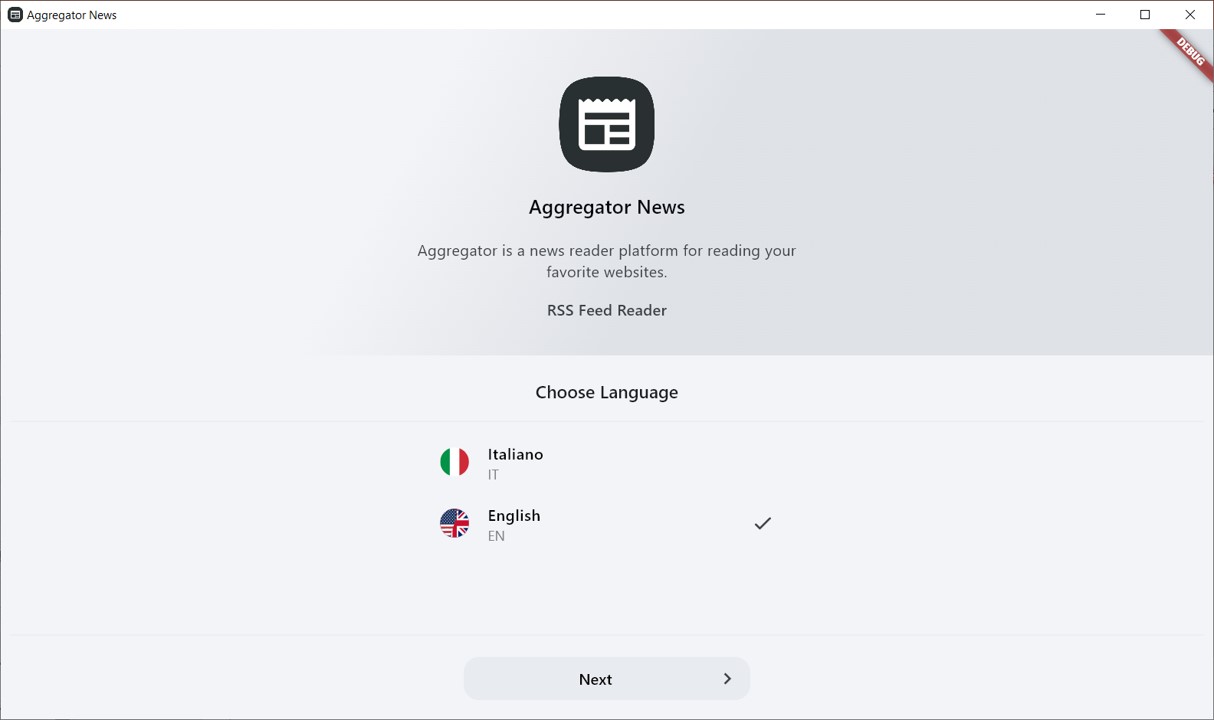 Aggregator News
DEBUG
Aggregator News
Aggregator is a news reader platform for reading your
favorite websites.
RSS Feed Reader
Choose Language
Italiano
IT
English
EN
Next